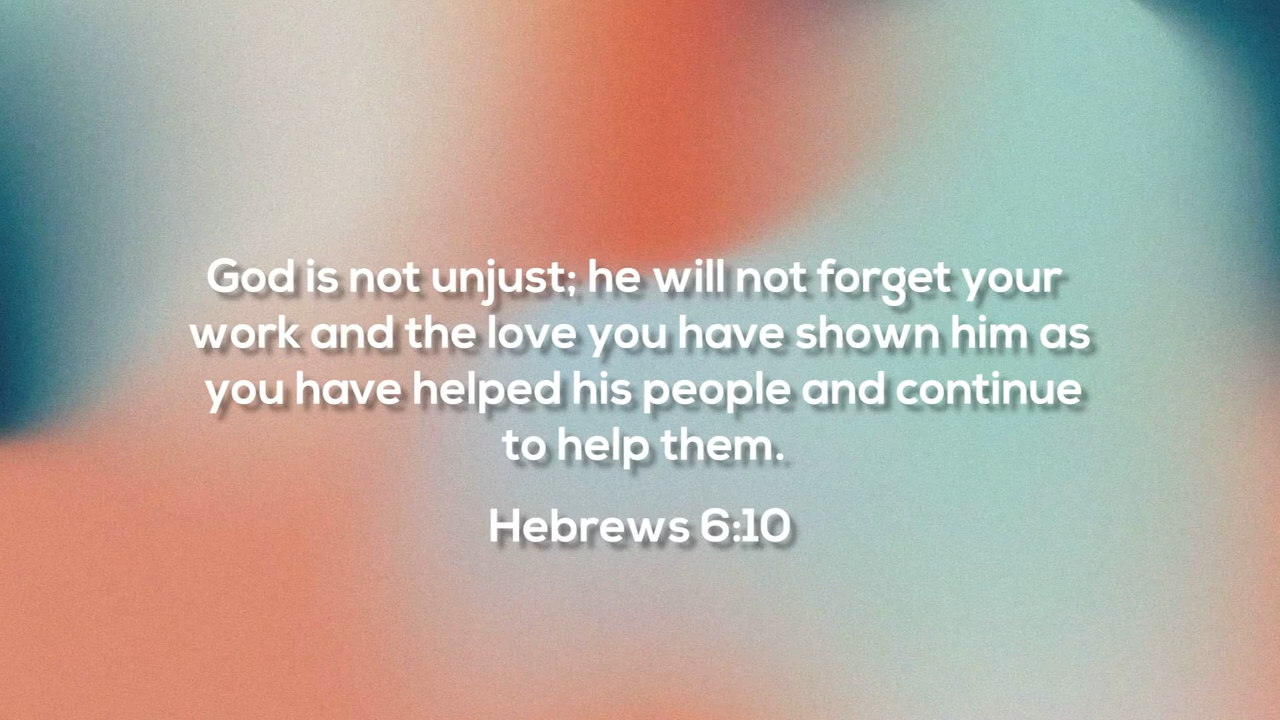 God is not unjust; he will not forget your
work and the love you have shown him as
you have helped his people and continue
to help them.
Hebrews 6:10